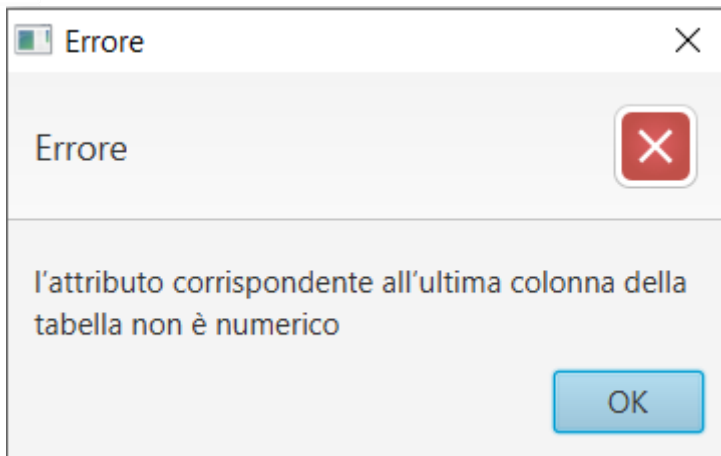 Errore
Errore
l'attributo corrispondente all'ultima colonna della
tabella non è numerico
OK